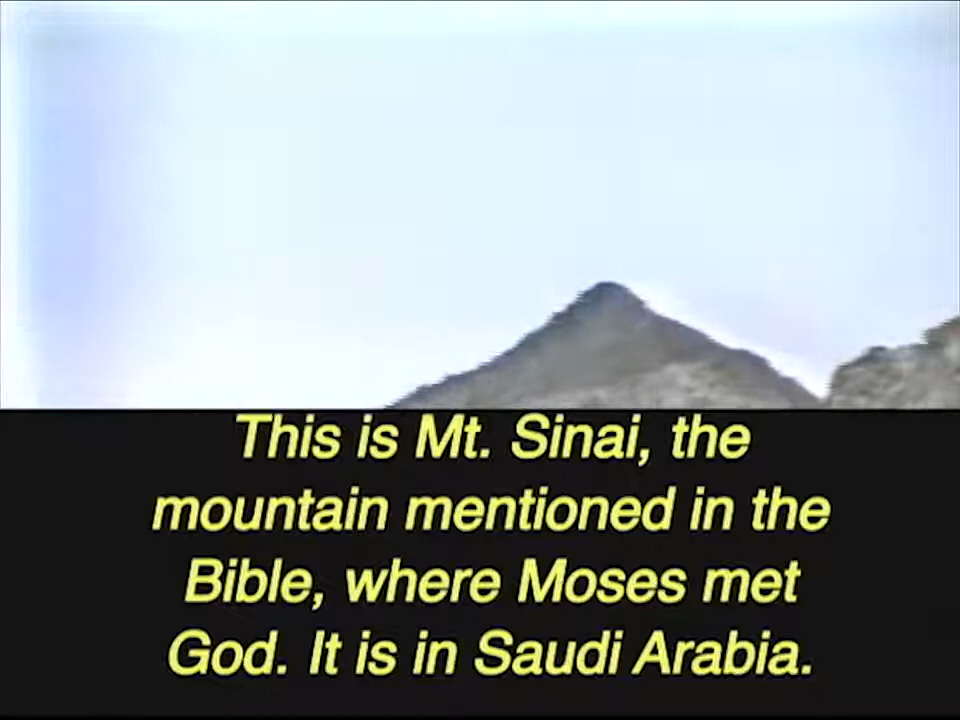 This is Mt. Sinai, the
mountain mentioned in the
Bible, where Moses met
God. It is in Saudi Arabia.